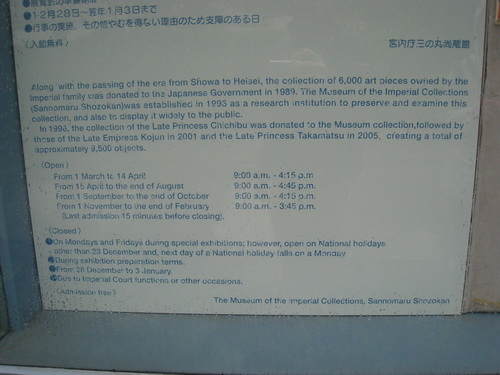 ●展覧会の準備期間
●12月28日～翌年1月3日まで
●行事の実施、その他やむを得ない理由のため支障のある日
(入館無料)
宮内庁三の丸尚蔵館
Along with the passing of the era from Showa to Heisei, the collection of 6,000 art pieces owned by the
Imperial family was donated to the Japanese Government in 1989. The Museum of the Imperial Collections
(Sannamaru Shozokan)was established in 1993 as a research institution to preserve and examine this
collection, and also to display it widely to the public.
In 1996, the collection of the Late Princess Chichibu was donated to the Museum collection,followed by
those of the Late Empress Kojun in 2001 and the Late Princess Takamatsu in 2005, creating a total of
approximately 9,500 objects.
(Open)
From 1 March to 14 April 9:00 a.m. - 4:15 p.m
From 15 April to the end of August 9:00 a.m. - 4:45 p.m.
From 1 September to the end of October 9:00 a.m. - 4:15 p.m.
From 1 November to the end of February 9:00 a.m. - 3:45 p.m.
(Last admission 15 minutes before closing).
(Closed)
●On Mondays and Fridays during special exhibitions; however, open on National holidays
other than 23 December and, next day of a National holiday falls on a Monday
●During exhibition preparation terms.
●From 28 December to 3 January.
●Due to Imperial Court functions or other occasions.
(Admission free)
The Museum of the Imperial Collections, Sannomaru Shozokan